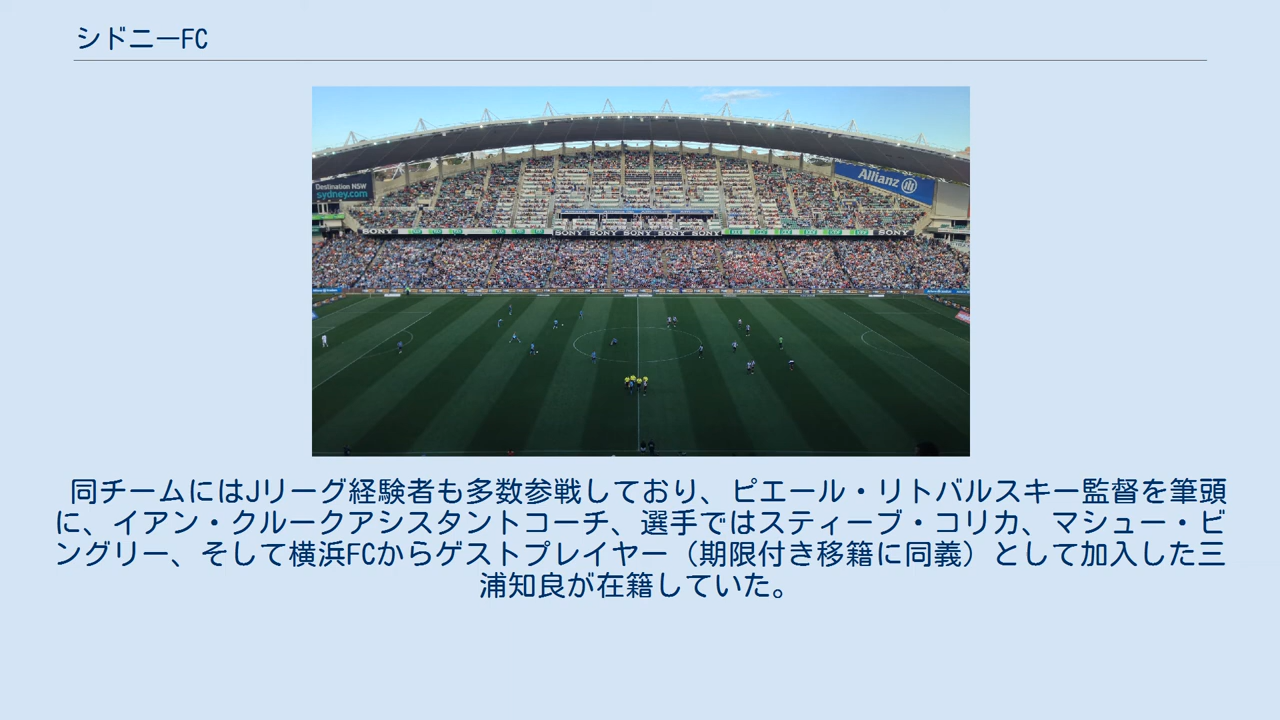 シドニーFC
Destination NSW
sydney.com
Allianz
SONY SONY SONY SONY SONY SONY SONY
同チームにはJリーグ経験者も多数参戦しており、ピエール・リトバルスキー監督を筆頭
に、イアン・クルークアシスタントコーチ、選手ではスティーブ・コリカ、マシュー・ビ
ングリー、そして横浜FCからゲストプレイヤー（期限付き移籍に同義）として加入した三
浦知良が在籍していた。